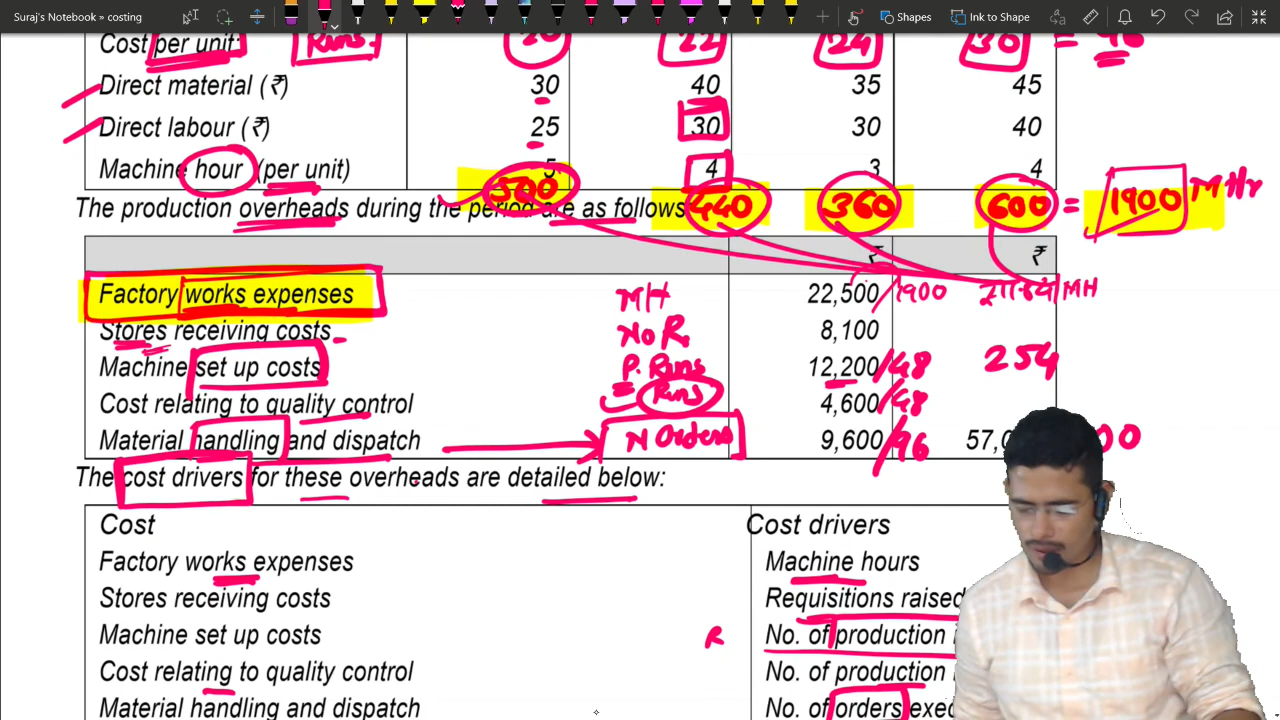 Suraj's Notebook » costing Shapes Ink to Shape
Cost per unit Runs. 20 22 24 30 =
Direct material (₹) 30 40 35 45
Direct labour (₹) 25 30 30 40
Machine hour (per unit) 5 4 3 4
500 440 360 600 = 1900 MHr
The production overheads during the period are as follows
₹ ₹
Factory works expenses MH 22,500/1900 MH
Stores receiving costs No R 8,100
Machine set up costs P. Runs 12,200/48 254
Cost relating to quality control Runs 4,600/48
Material handling and dispatch N Orders 9,600/96
The cost drivers for these overheads are detailed below:
Cost Cost drivers
Factory works expenses Machine hours
Stores receiving costs Requisitions raised
Machine set up costs R No. of production
Cost relating to quality control No. of production
Material handling and dispatch No. of orders